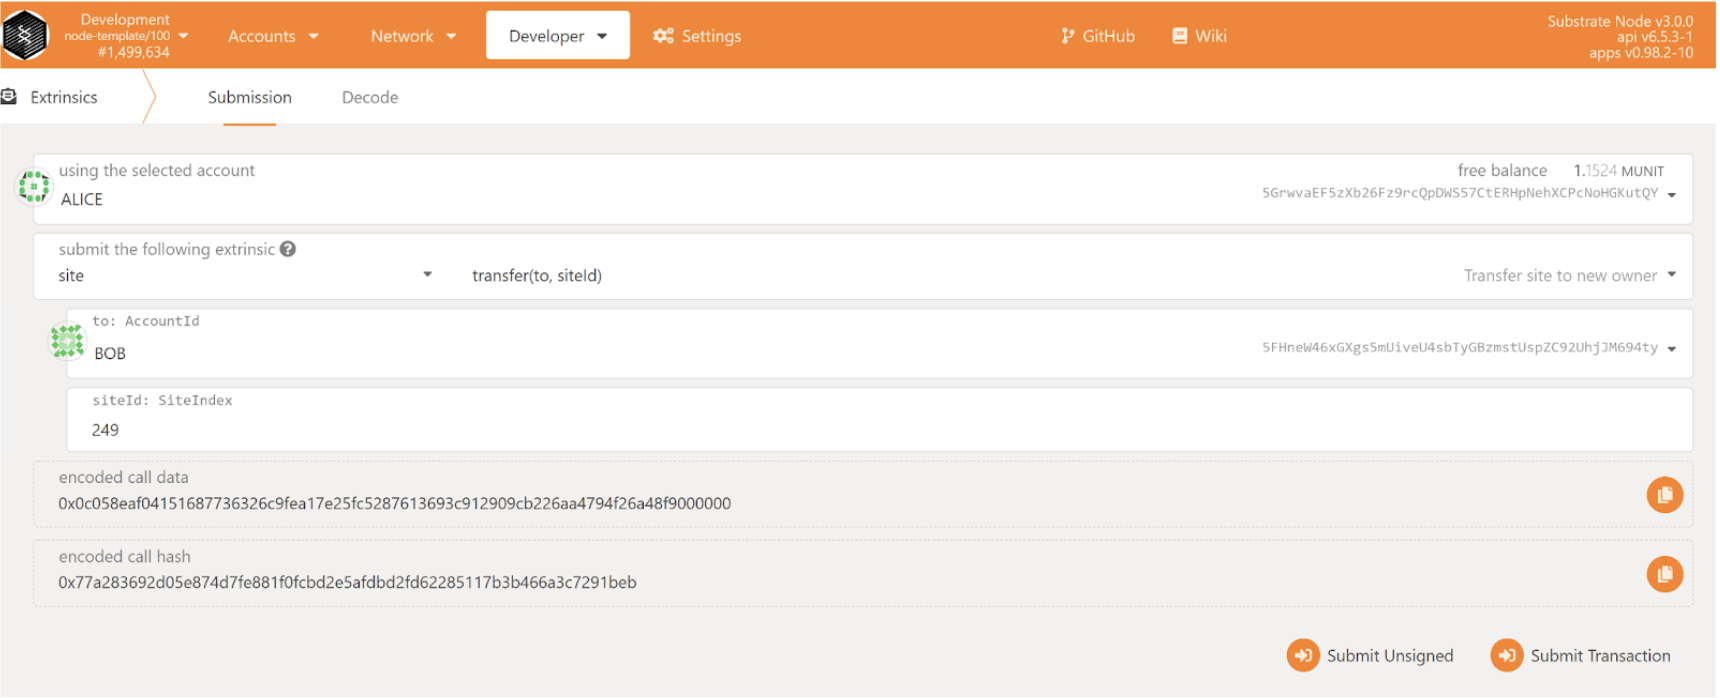 Development
node-template/100
#1,499,634
Accounts
Network
Developer
Settings
GitHub
Wiki
Substrate Node v3.0.0
api v6.5.3-1
apps v0.98.2-10
Extrinsics
Submission
Decode
using the selected account
ALICE
free balance 1.1524 MUNIT
5GrwvaEF5zXb26Fz9rcQpDWS57CtERHpNehXCPcNoHGKutQY
submit the following extrinsic ?
site
transfer(to, siteId)
Transfer site to new owner
to: AccountId
BOB
5FHneW46xGXgs5mUiveU4sbTyGBzmstUspZC92UhjJM694ty
siteId: SiteIndex
249
encoded call data
0x0c058eaf04151687736326c9fea17e25fc5287613693c912909cb226aa4794f26a48f9000000
encoded call hash
0x77a283692d05e874d7fe881f0fcbd2e5afdbd2fd62285117b3b466a3c7291beb
Submit Unsigned
Submit Transaction